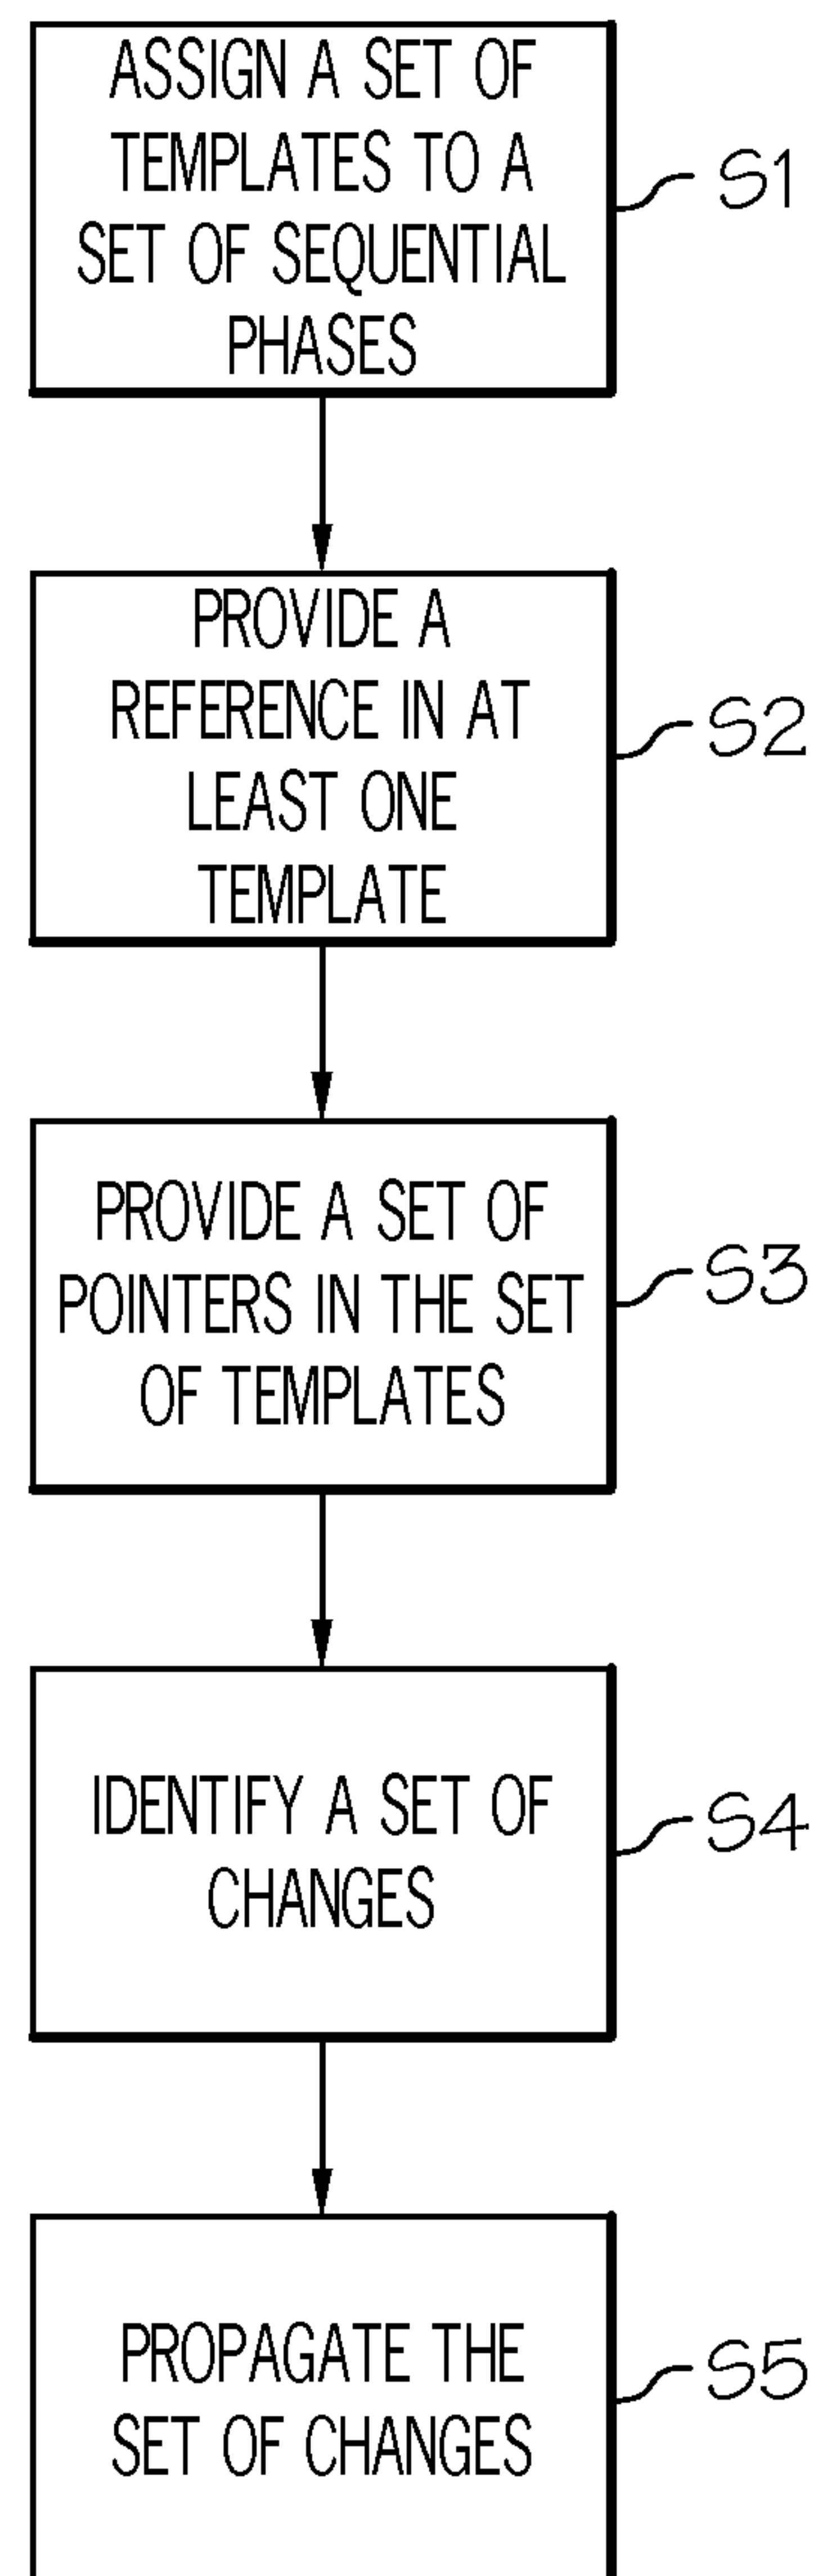 ASSIGN A SET OF
TEMPLATES TO A
SET OF SEQUENTIAL
PHASES
S1
PROVIDE A
REFERENCE IN AT
LEAST ONE
TEMPLATE
S2
PROVIDE A SET OF
POINTERS IN THE SET
OF TEMPLATES
S3
IDENTIFY A SET OF
CHANGES
S4
PROPAGATE THE
SET OF CHANGES
S5